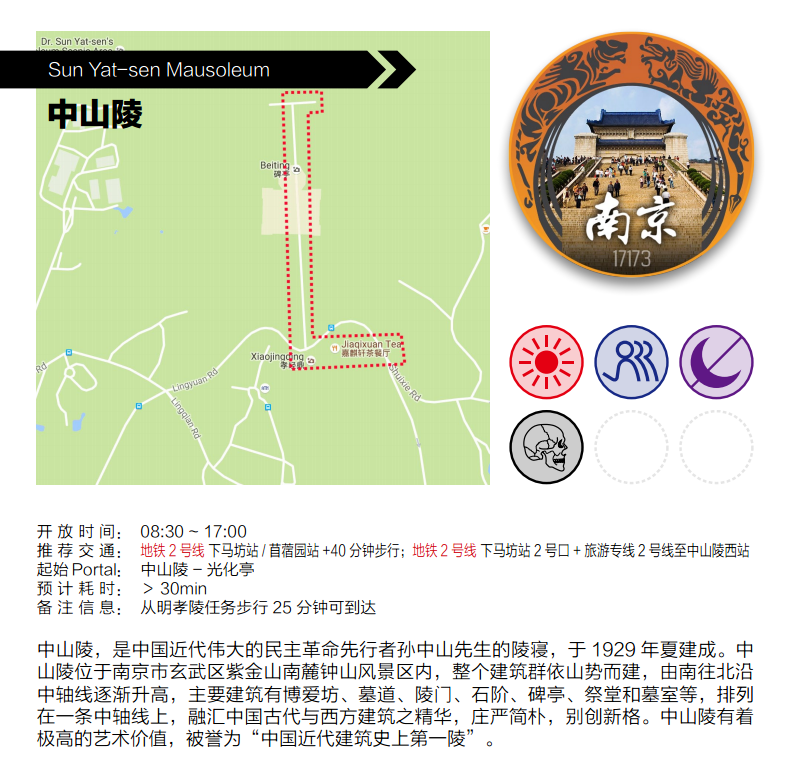 Dr. Sun Yat-sen's
Sun Yat-sen Mausoleum
中山陵
Beiting
碑亭
Jiaqixuan Tea
嘉麒轩茶餐厅
Xiaojingding
Lingyuan Rd
Lingqian Rd
Shuixie Rd
Rd
南京
17173
开放时间： 08:30 ~ 17:00
推荐交通： 地铁 2 号线 下马坊站 / 苜蓿园站 +40 分钟步行；地铁 2 号线 下马坊站 2 号口 + 旅游专线 2 号线至中山陵西站
起始 Portal： 中山陵 – 光化亭
预计耗时： > 30min
备注信息： 从明孝陵任务步行 25 分钟可到达
中山陵，是中国近代伟大的民主革命先行者孙中山先生的陵寝，于 1929 年夏建成。中
山陵位于南京市玄武区紫金山南麓钟山风景区内，整个建筑群依山势而建，由南往北沿
中轴线逐渐升高，主要建筑有博爱坊、墓道、陵门、石阶、碑亭、祭堂和墓室等，排列
在一条中轴线上，融汇中国古代与西方建筑之精华，庄严简朴，别创新格。中山陵有着
极高的艺术价值，被誉为“中国近代建筑史上第一陵”。